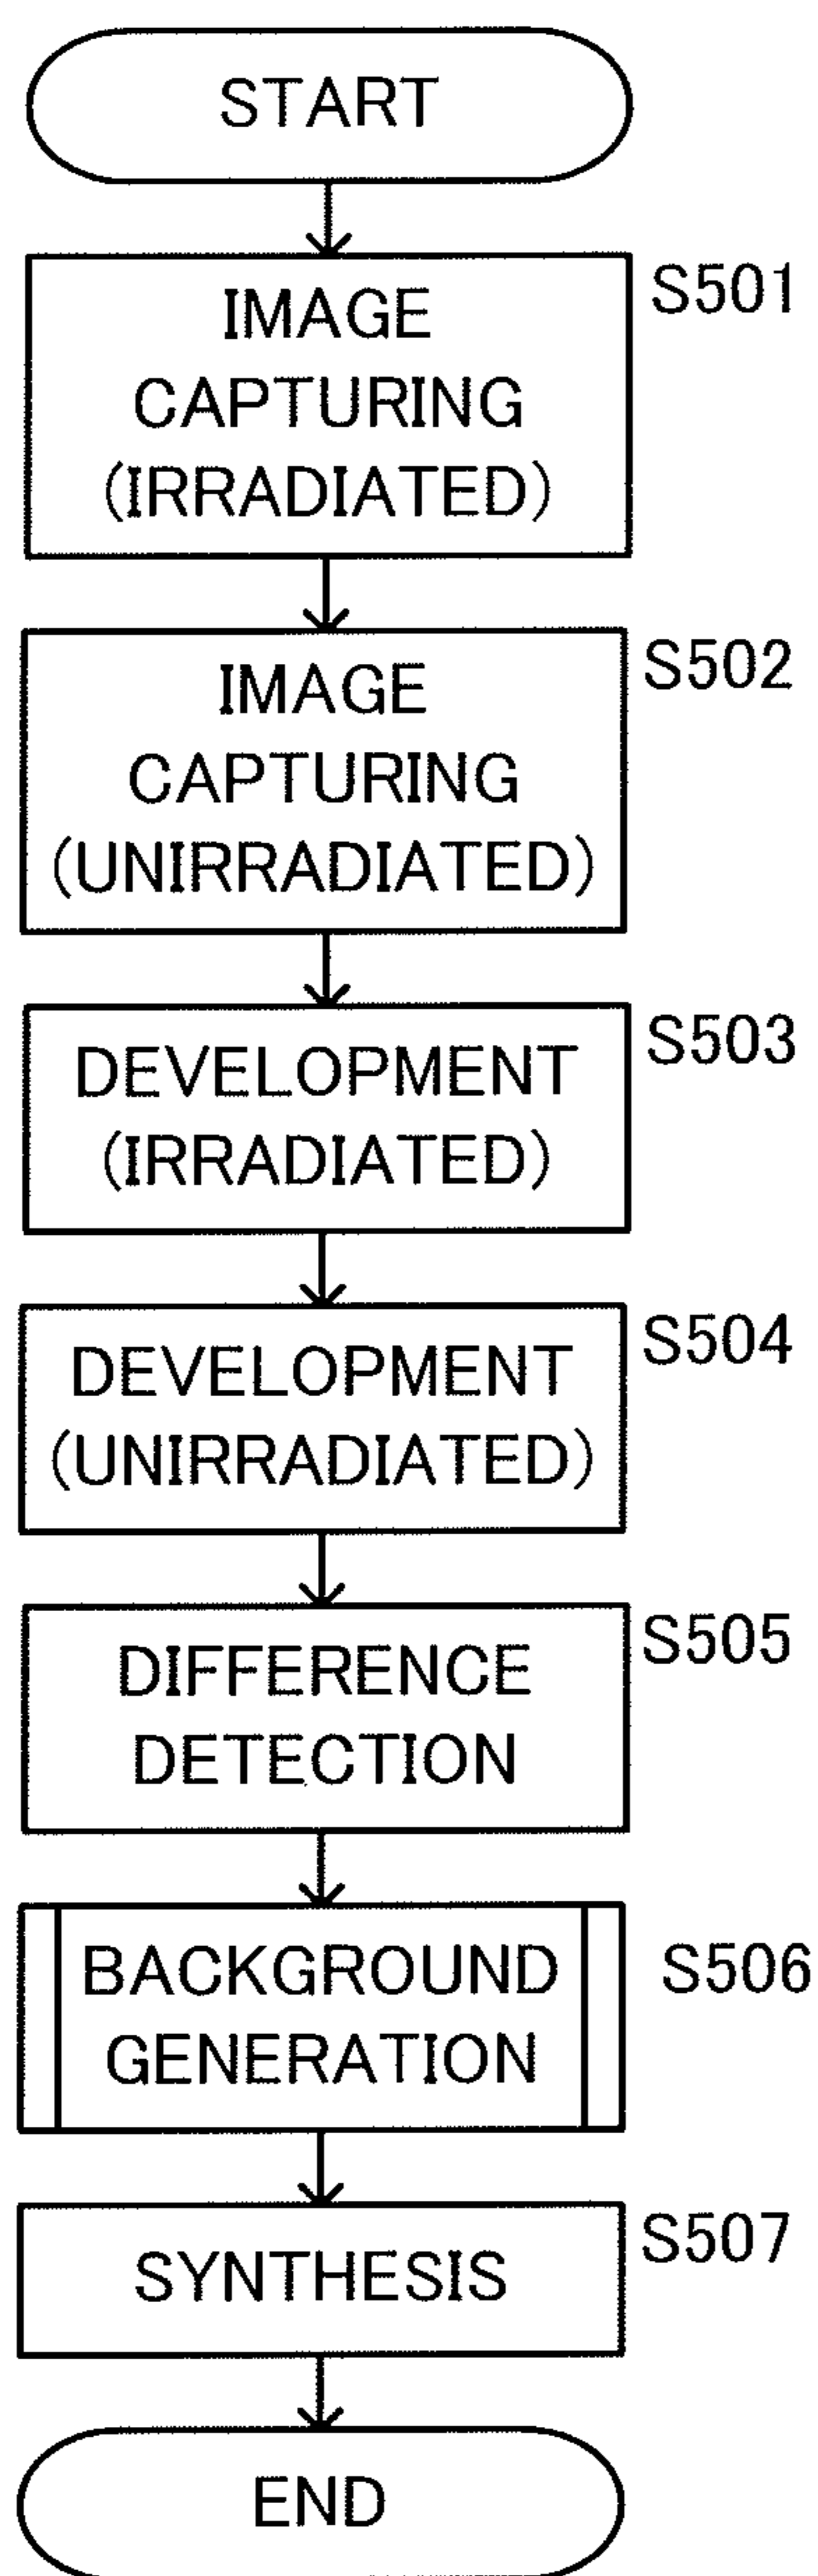 START
S501
IMAGE
CAPTURING
(IRRADIATED)
S502
IMAGE
CAPTURING
(UNIRRADIATED)
S503
DEVELOPMENT
(IRRADIATED)
S504
DEVELOPMENT
(UNIRRADIATED)
S505
DIFFERENCE
DETECTION
S506
BACKGROUND
GENERATION
S507
SYNTHESIS
END